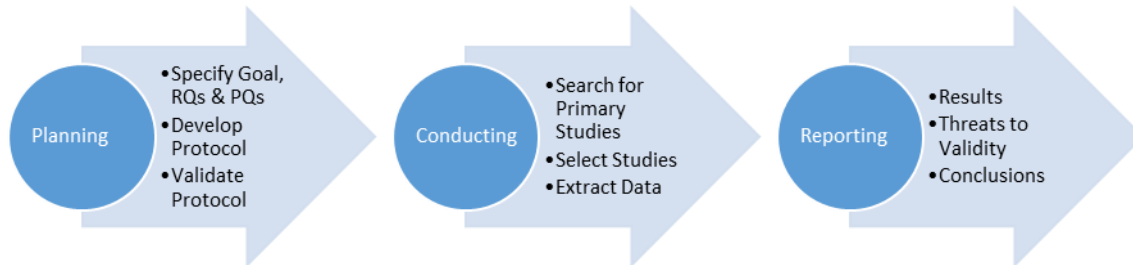 Planning
•Specify Goal,
RQs & PQs
•Develop
Protocol
•Validate
Protocol
Conducting
•Search for
Primary
Studies
•Select Studies
•Extract Data
Reporting
•Results
•Threats to
Validity
•Conclusions